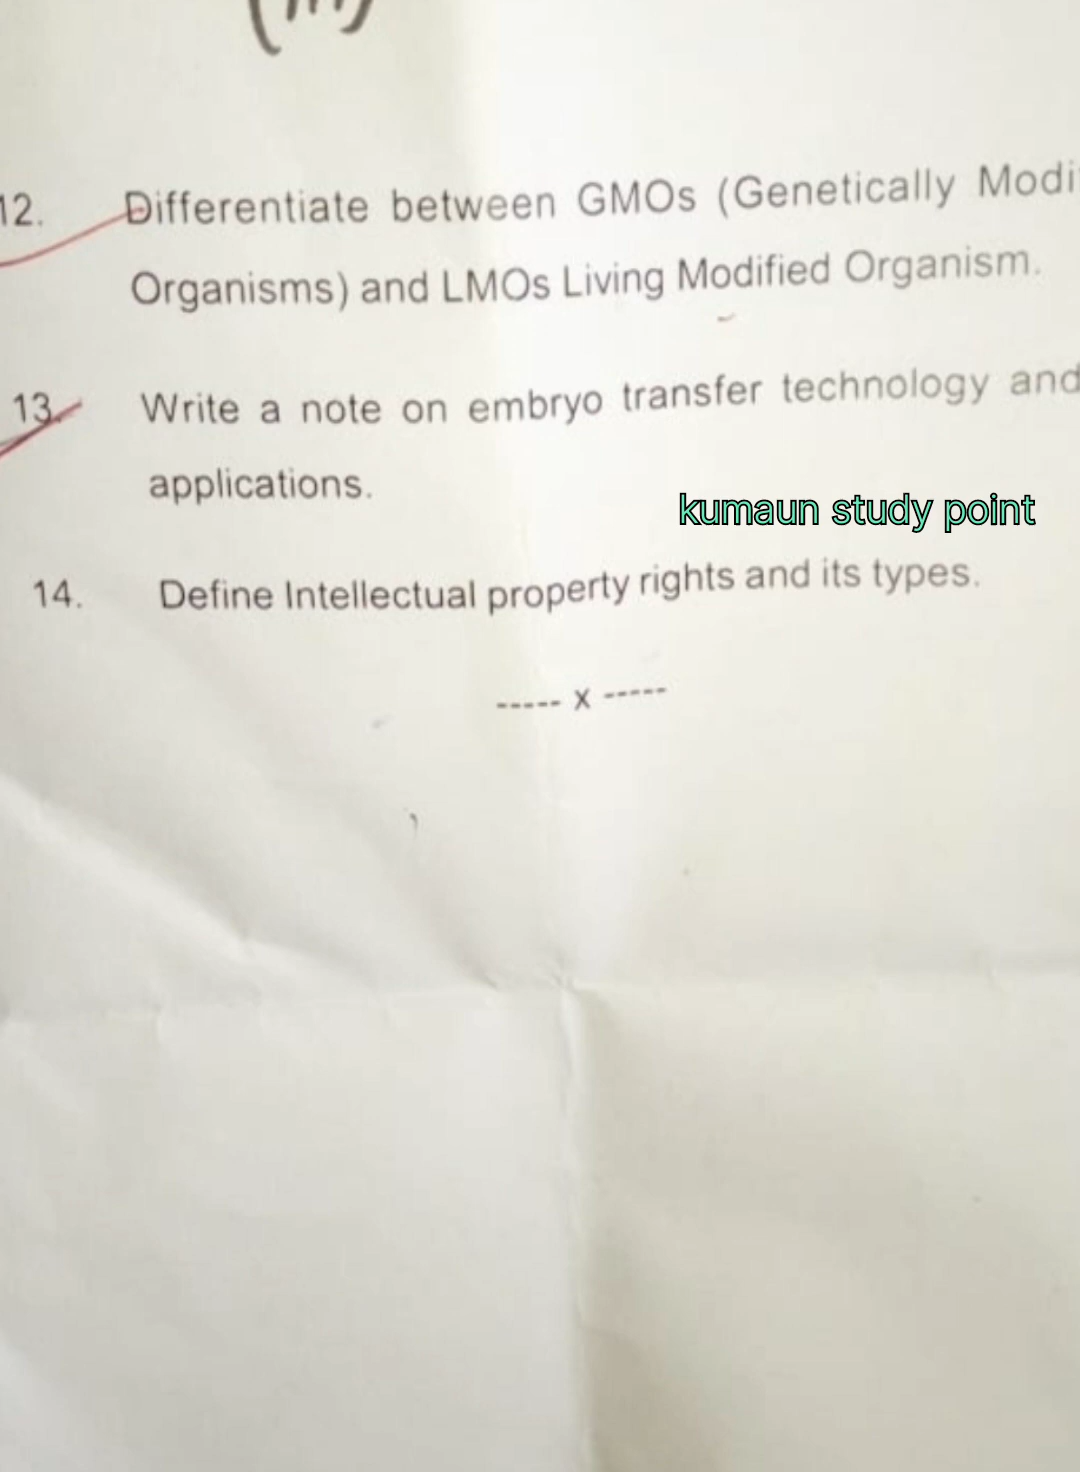 12. Differentiate between GMOs (Genetically Modi
Organisms) and LMOs Living Modified Organism.
13. Write a note on embryo transfer technology and
applications.
kumaun study point
14. Define Intellectual property rights and its types.
----- x -----